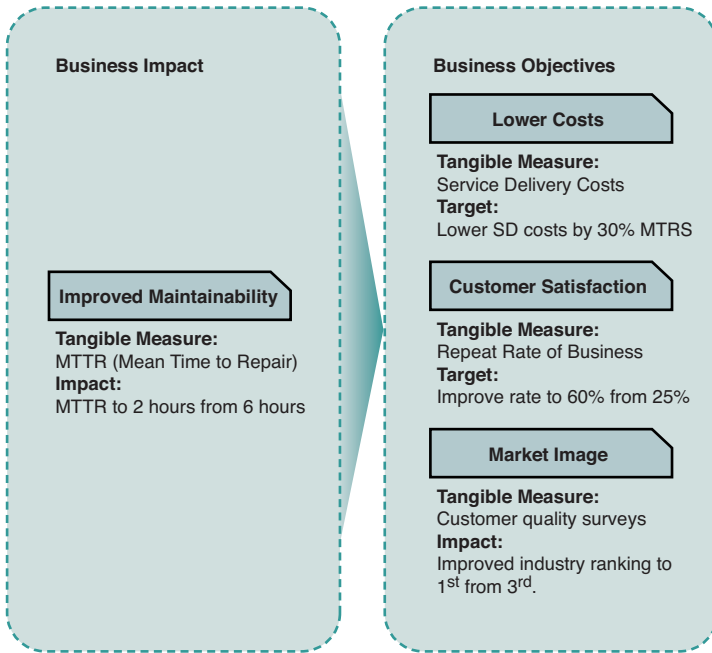 Business Impact
Improved Maintainability
Tangible Measure:
MTTR (Mean Time to Repair)
Impact:
MTTR to 2 hours from 6 hours
Business Objectives
Lower Costs
Tangible Measure:
Service Delivery Costs
Target:
Lower SD costs by 30% MTRS
Customer Satisfaction
Tangible Measure:
Repeat Rate of Business
Target:
Improve rate to 60% from 25%
Market Image
Tangible Measure:
Customer quality surveys
Impact:
Improved industry ranking to
1st from 3rd.